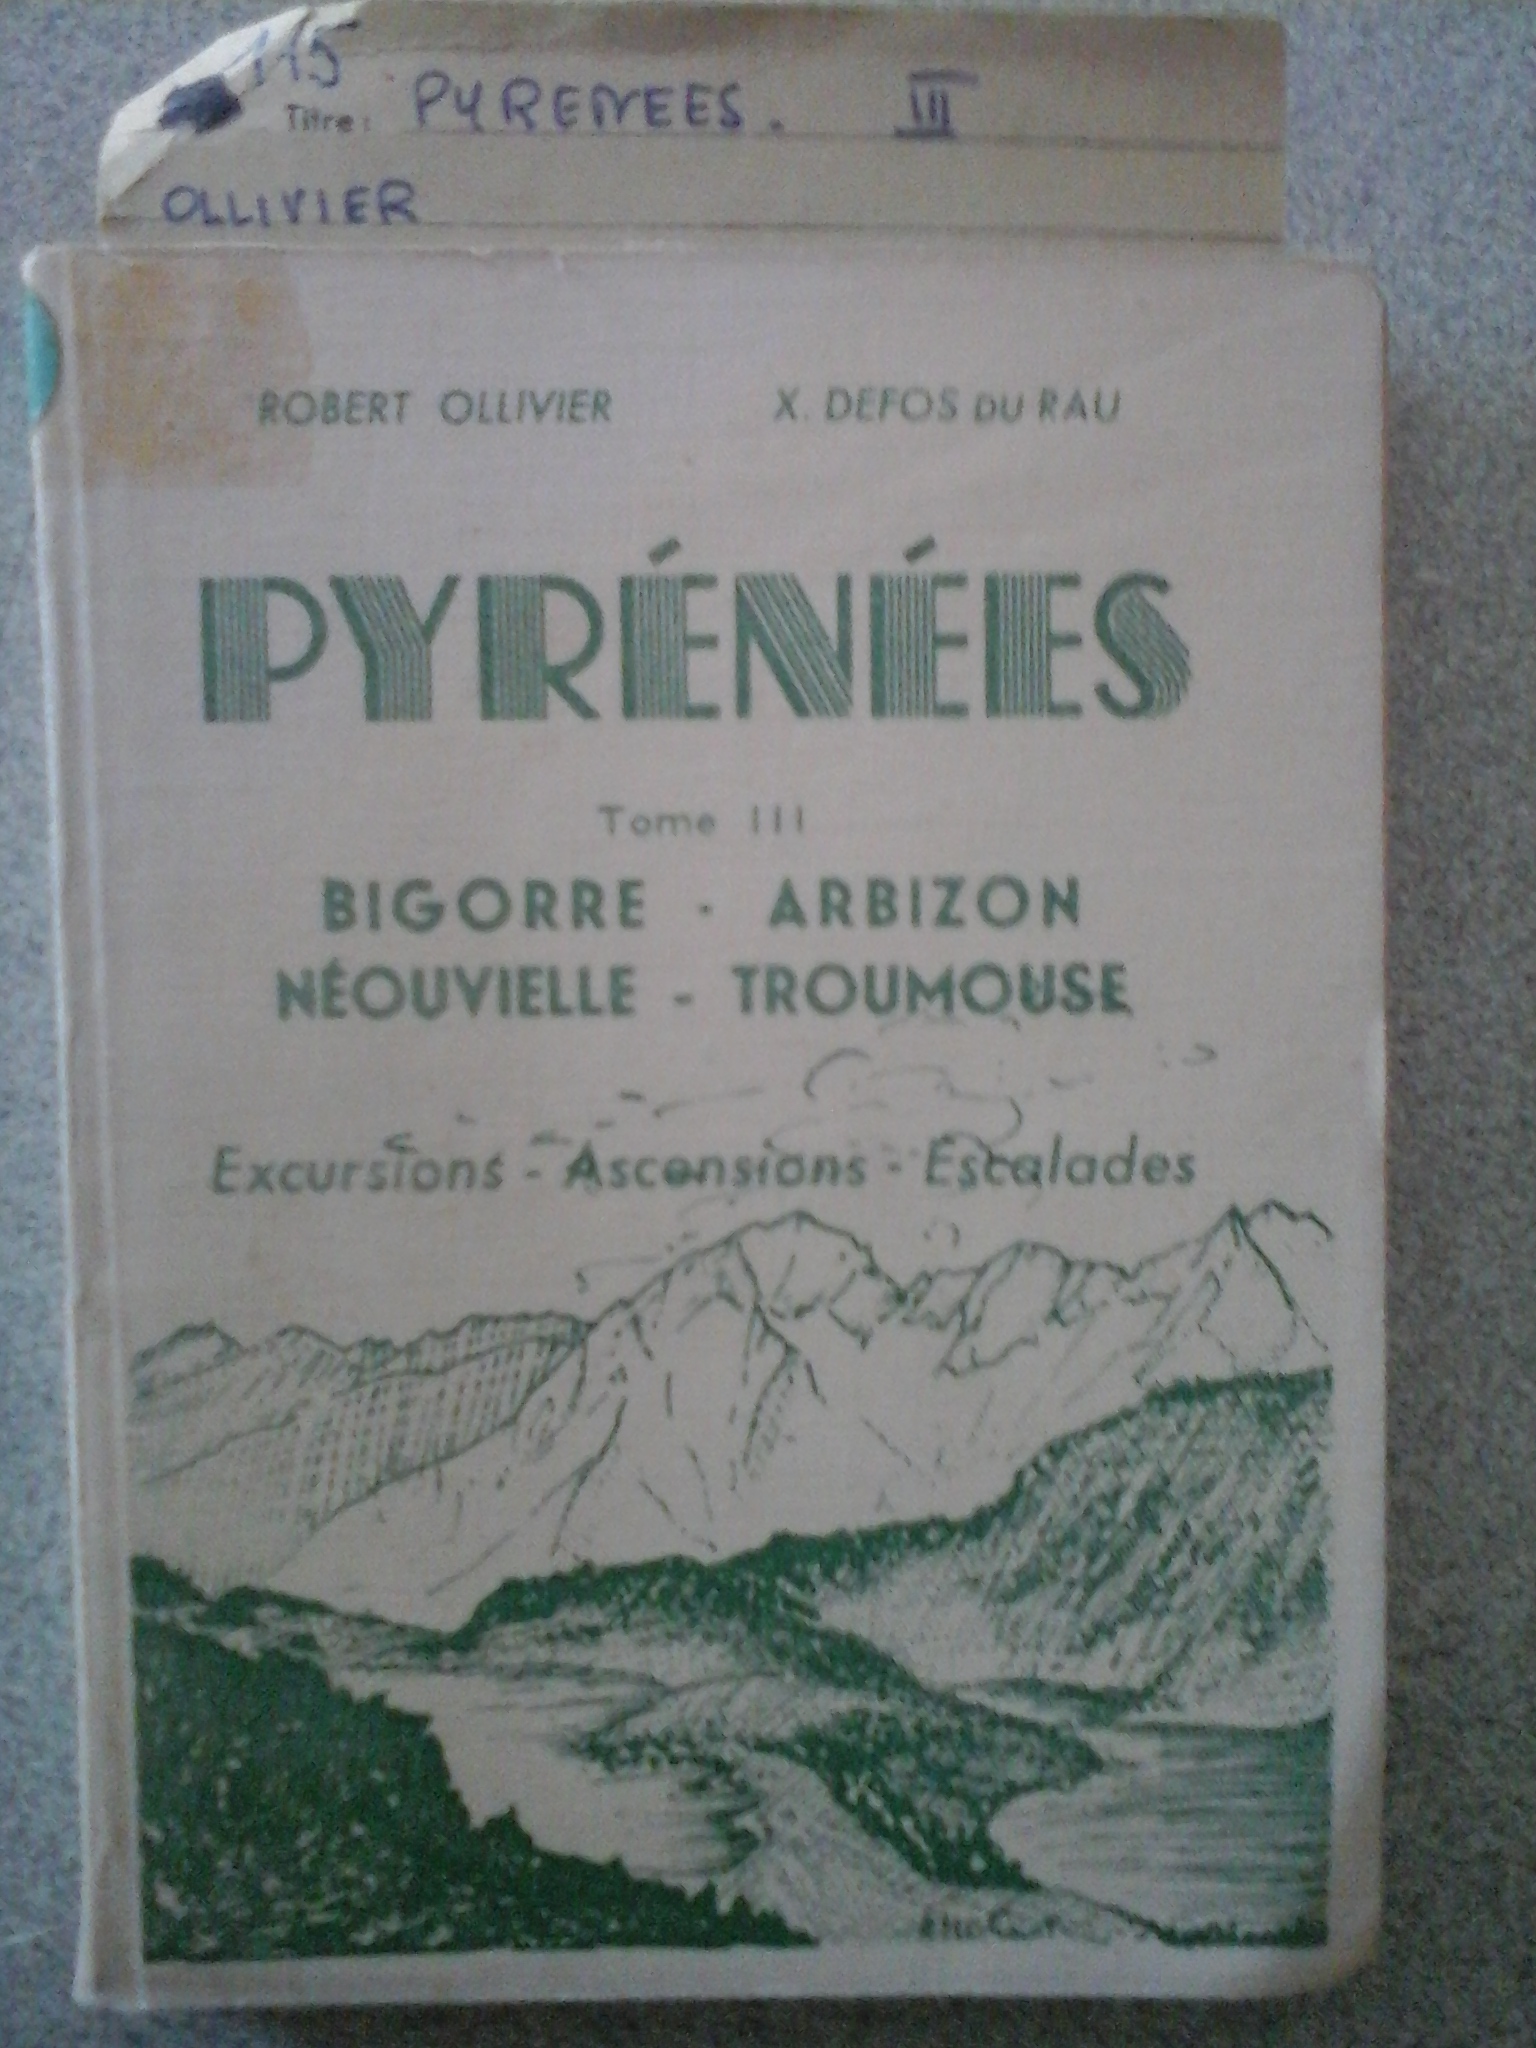 115
Titre: PYRENEES. III
OLLIVIER
ROBERT OLLIVIER X. DEFOS DU RAU
PYRÉNÉES
Tome III
BIGORRE - ARBIZON
NÉOUVIELLE - TROUMOUSE
Excursions - Ascensions - Escalades